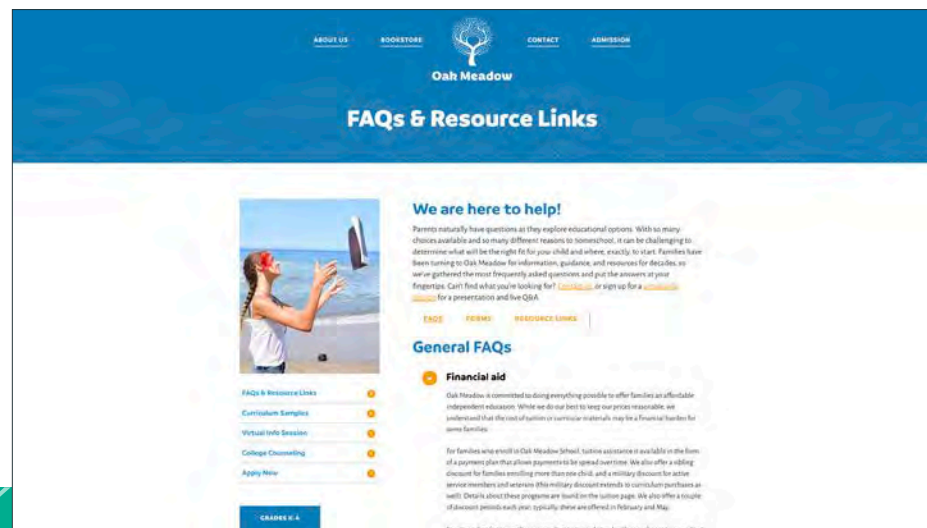 ABOUT US
BOOKSTORE
CONTACT
ADMISSION
Oak Meadow
FAQs & Resource Links
We are here to help!
Parents naturally have questions as they explore educational options. With so many
choices available and so many different reasons to homeschool, it can be challenging to
determine what will be the right fit for your child and where, exactly, to start. Families have
been turning to Oak Meadow for information, guidance, and resources for decades, so
we've gathered the most frequently asked questions and put the answers at your
fingertips. Can't find what you're looking for? Contact us, or sign up for a
for a presentation and live Q&A.
FAQS
FORMS
RESOURCE LINKS
General FAQs
Financial aid
Oak Meadow is committed to doing everything possible to offer families an affordable
independent education. While we do our best to keep our prices reasonable, we
understand that the cost of tuition or curricular materials may be a financial burden for
some families.
For families who enroll in Oak Meadow School, tuition assistance is available in the form
of a payment plan that allows payments to be spread over time. We also offer a sibling
discount for families enrolling more than one child, and a military discount for active
service members and veterans (this military discount extends to curriculum purchases as
well). Details about these programs are found on the tuition page. We also offer a couple
of discount periods each year; typically, these are offered in February and May.
FAQs & Resource Links
Curriculum Samples
Virtual Info Session
College Counseling
Apply Now
GRADES K-4